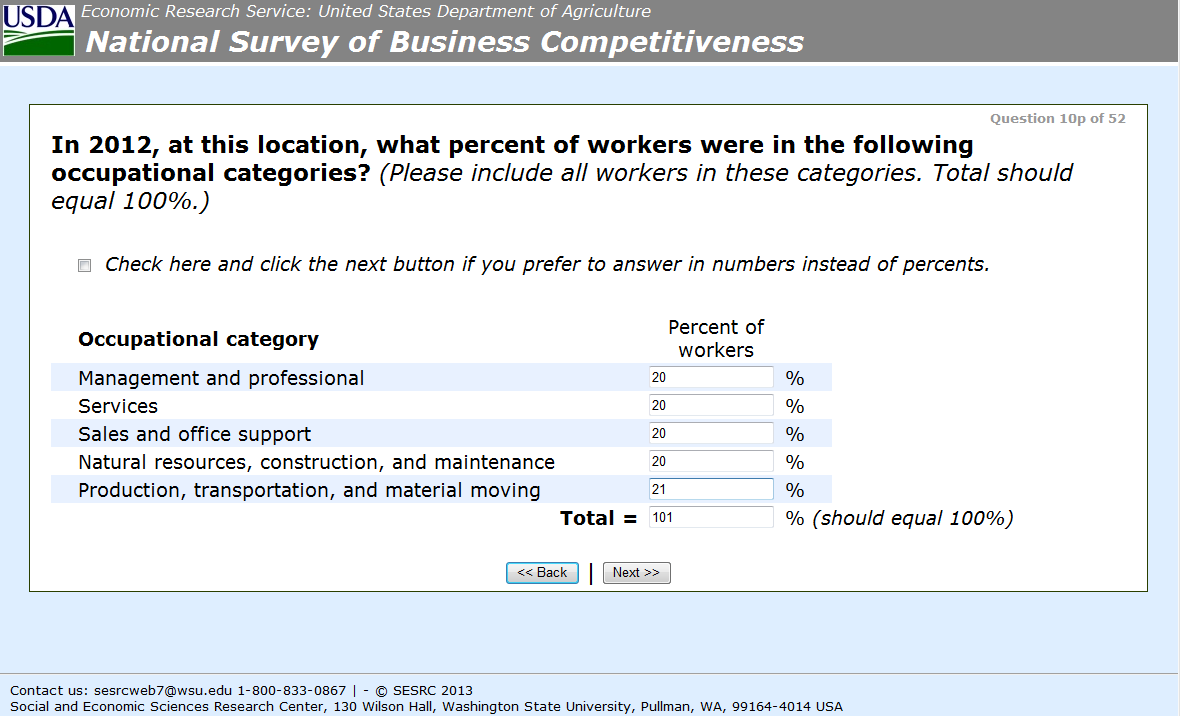 USDA
Economic Research Service: United States Department of Agriculture
National Survey of Business Competitiveness
Question 10p of 52
In 2012, at this location, what percent of workers were in the following
occupational categories? (Please include all workers in these categories. Total should
equal 100%.)
Check here and click the next button if you prefer to answer in numbers instead of percents.
Occupational category
Percent of
workers
Management and professional 20 %
Services 20 %
Sales and office support 20 %
Natural resources, construction, and maintenance 20 %
Production, transportation, and material moving 21 %
Total = 101 % (should equal 100%)
<< Back | Next >>
Contact us: sesrcweb7@wsu.edu 1-800-833-0867 | - © SESRC 2013
Social and Economic Sciences Research Center, 130 Wilson Hall, Washington State University, Pullman, WA, 99164-4014 USA